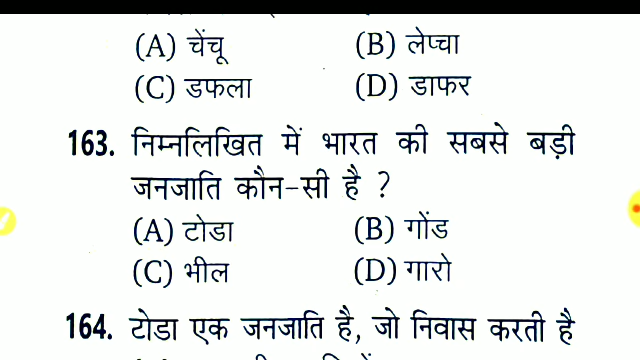 (A) चेंचू (B) लेप्चा
(C) डफला (D) डाफर
163. निम्नलिखित में भारत की सबसे बड़ी
जनजाति कौन-सी है ?
(A) टोडा (B) गोंड
(C) भील (D) गारो
164. टोडा एक जनजाति है, जो निवास करती है